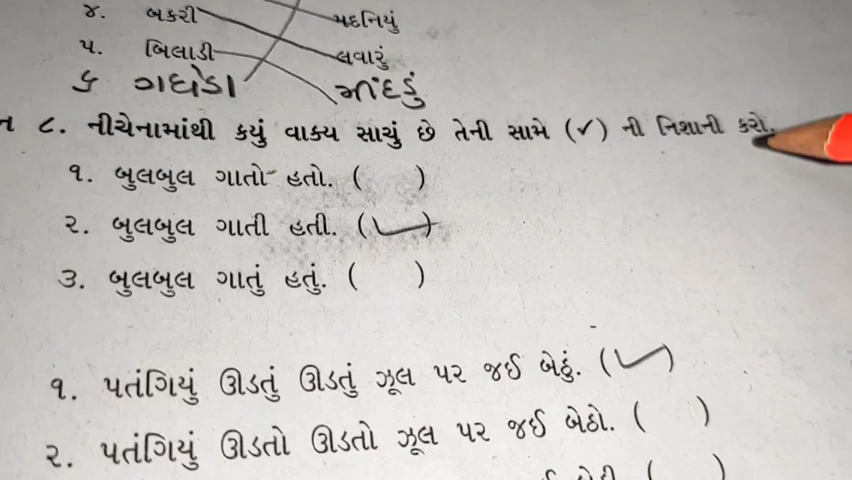 ૪. બકરી મદનિયું
૫. બિલાડી લવારું
૬ ગધેડા માંદડું
ન ૮. નીચેનામાંથી કયું વાક્ય સાચું છે તેની સામે (✓) ની નિશાની કરો.
૧. બુલબુલ ગાતો હતો. ( )
૨. બુલબુલ ગાતી હતી. (✓)
૩. બુલબુલ ગાતું હતું. ( )
૧. પતંગિયું ઊડતું ઊડતું ઝૂલ પર જઈ બેઠું. (✓)
૨. પતંગિયું ઊડતો ઊડતો ઝૂલ પર જઈ બેઠો. ( )